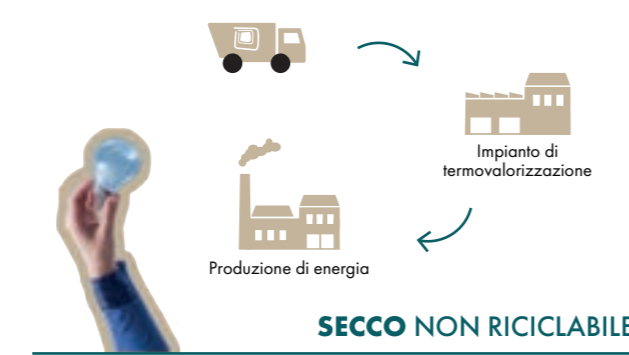 Impianto di
termovalorizzazione
Produzione di energia
SECCO NON RICICLABILE